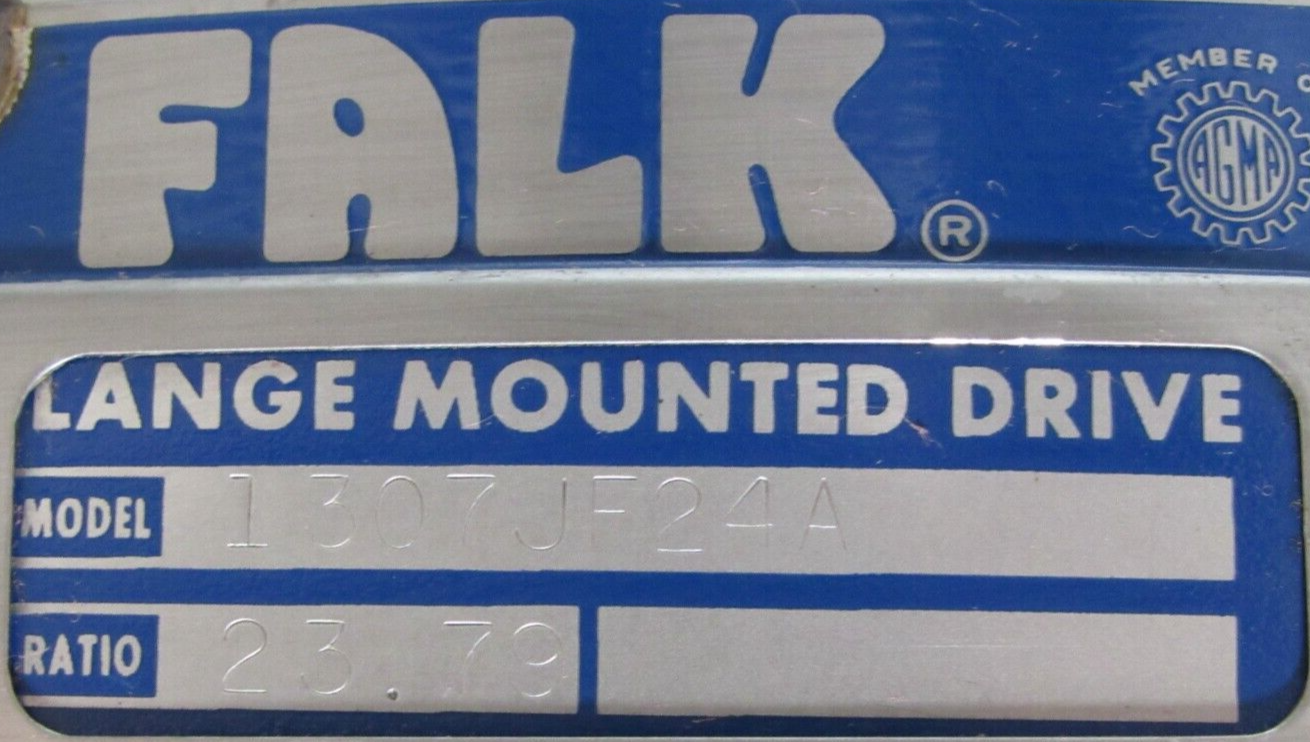 FALK ®
MEMBER O
AGMA
LANGE MOUNTED DRIVE
MODEL 1307JF24A
RATIO 23.79